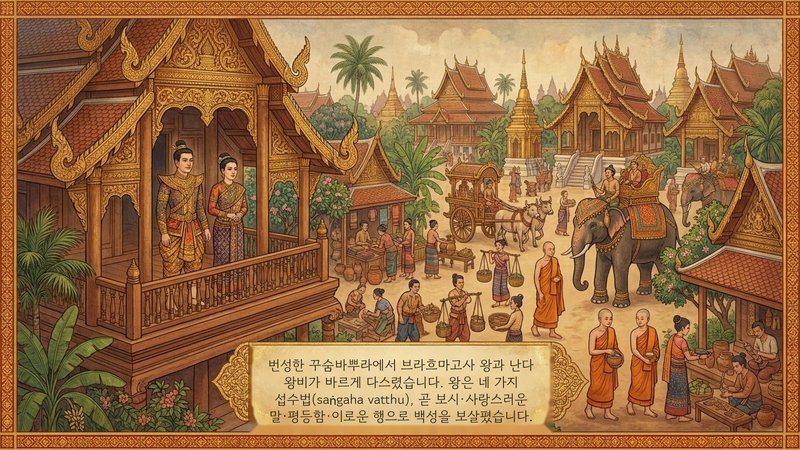 번성한 꾸숨바뿌라에서 브라흐마고사 왕과 난다
왕비가 바르게 다스렸습니다. 왕은 네 가지
섭수법(saṅgaha vatthu), 곧 보시·사랑스러운
말·평등함·이로운 행으로 백성을 보살폈습니다.